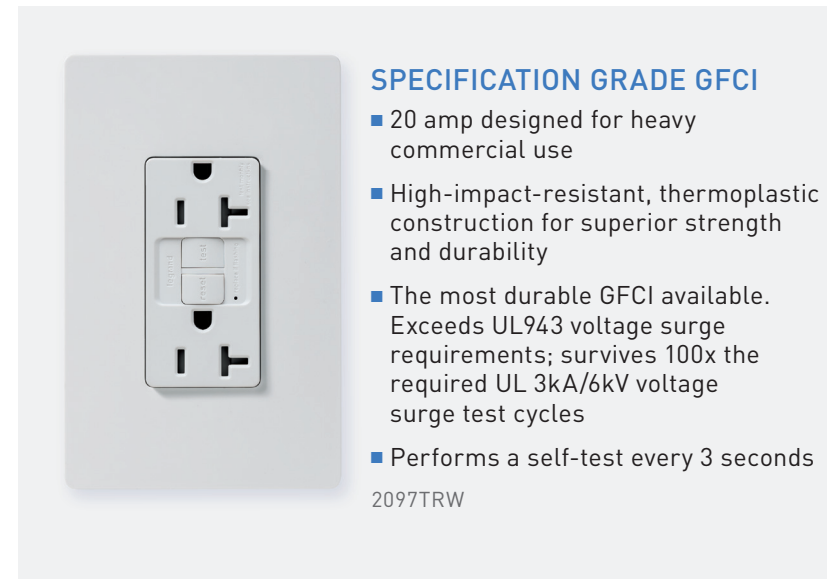 SPECIFICATION GRADE GFCI
■ 20 amp designed for heavy
commercial use
■ High-impact-resistant, thermoplastic
construction for superior strength
and durability
■ The most durable GFCI available.
Exceeds UL943 voltage surge
requirements; survives 100x the
required UL 3kA/6kV voltage
surge test cycles
■ Performs a self-test every 3 seconds
2097TRW
legrand
test
reset